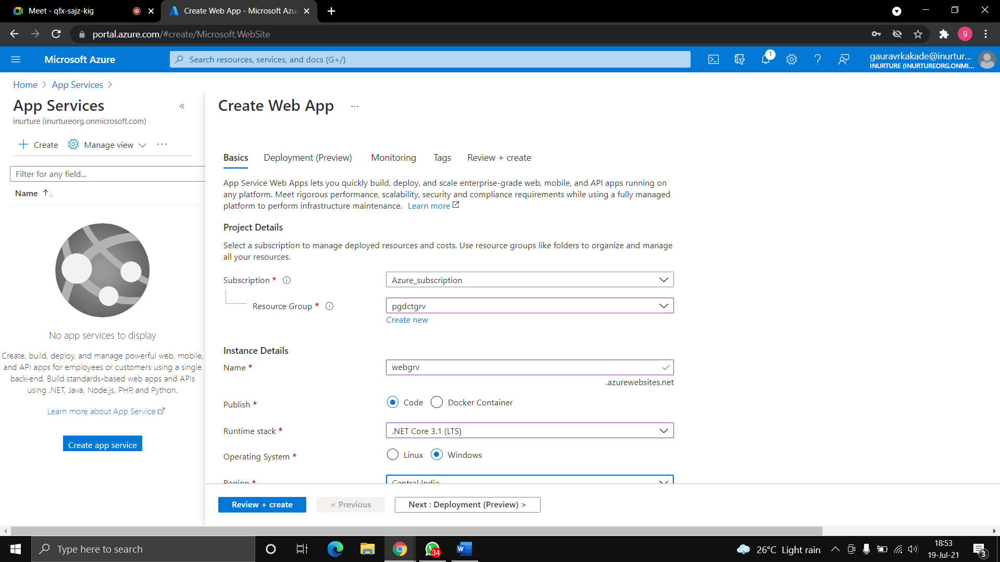 Meet - qfx-sajz-kig
Create Web App - Microsoft Azu
portal.azure.com/#create/Microsoft.WebSite
g
Microsoft Azure
Search resources, services, and docs (G+/)
1
gauravrkakade@inurtur...
INURTURE (INURTUREORG.ONMI...
Home > App Services >
App Services
«
inurture (inurtureorg.onmicrosoft.com)
Create
Manage view
...
Filter for any field...
Name
No app services to display
Create, build, deploy, and manage powerful web, mobile,
and API apps for employees or customers using a single
back-end. Build standards-based web apps and APIs
using .NET, Java, Node.js, PHP, and Python.
Learn more about App Service
Create app service
Create Web App
...
Basics
Deployment (Preview)
Monitoring
Tags
Review + create
App Service Web Apps lets you quickly build, deploy, and scale enterprise-grade web, mobile, and API apps running on
any platform. Meet rigorous performance, scalability, security and compliance requirements while using a fully managed
platform to perform infrastructure maintenance. Learn more
Project Details
Select a subscription to manage deployed resources and costs. Use resource groups like folders to organize and manage
all your resources.
Subscription *
Azure_subscription
Resource Group *
pgdctgrv
Create new
Instance Details
Name *
webgrv
.azurewebsites.net
Publish *
Code
Docker Container
Runtime stack *
.NET Core 3.1 (LTS)
Operating System *
Linux
Windows
Region *
Central India
Review + create
< Previous
Next : Deployment (Preview) >
Type here to search
34
W
26°C Light rain
18:53
19-Jul-21
3